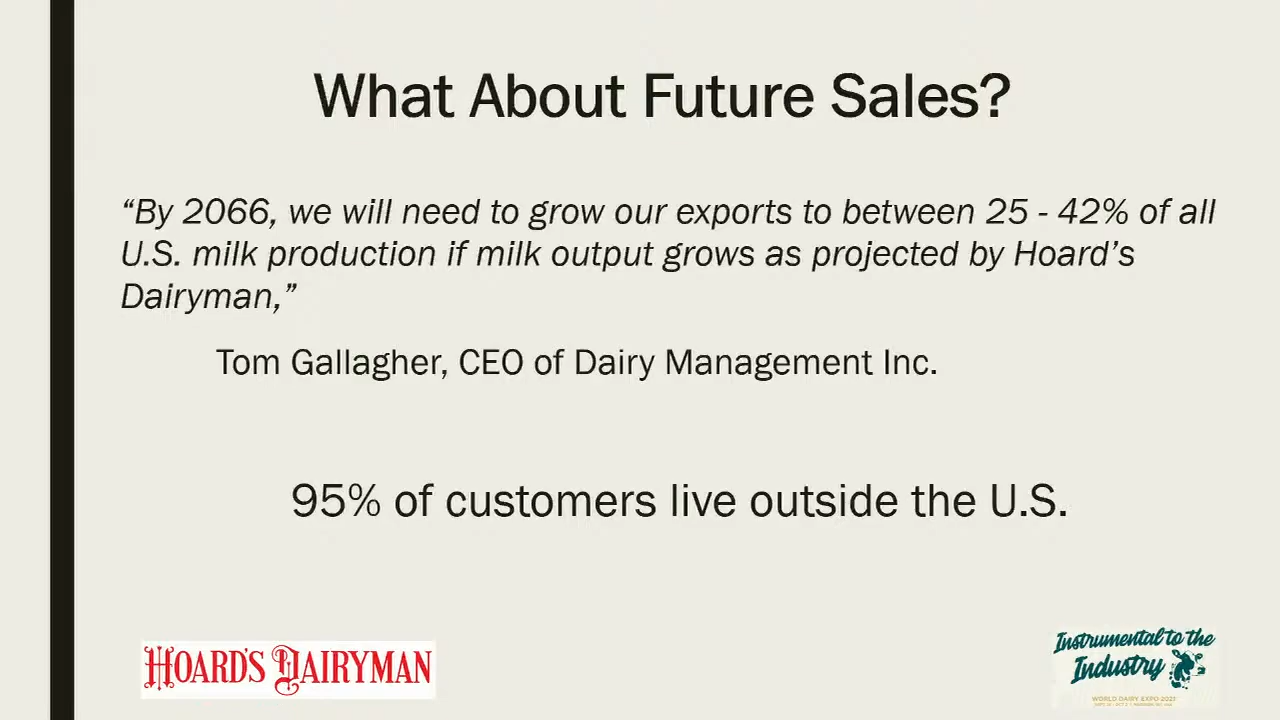 What About Future Sales?
“By 2066, we will need to grow our exports to between 25 - 42% of all
U.S. milk production if milk output grows as projected by Hoard’s
Dairyman,”
Tom Gallagher, CEO of Dairy Management Inc.
95% of customers live outside the U.S.
HOARD'S DAIRYMAN
Instrumental to the
Industry
WORLD DAIRY EXPO 2021